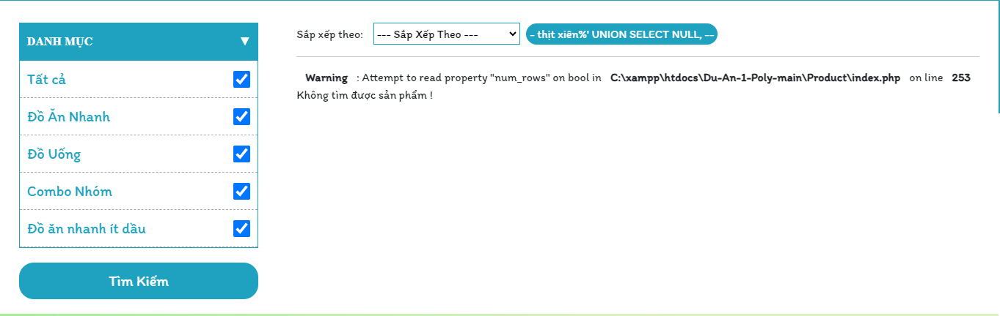 DANH MỤC ▼
Tất cả
Đồ Ăn Nhanh
Đồ Uống
Combo Nhóm
Đồ ăn nhanh ít dầu
Tìm Kiếm
Sắp xếp theo: --- Sắp Xếp Theo --- - thịt xiên%' UNION SELECT NULL, --
Warning : Attempt to read property "num_rows" on bool in C:\xampp\htdocs\Du-An-1-Poly-main\Product\index.php on line 253
Không tìm được sản phẩm !